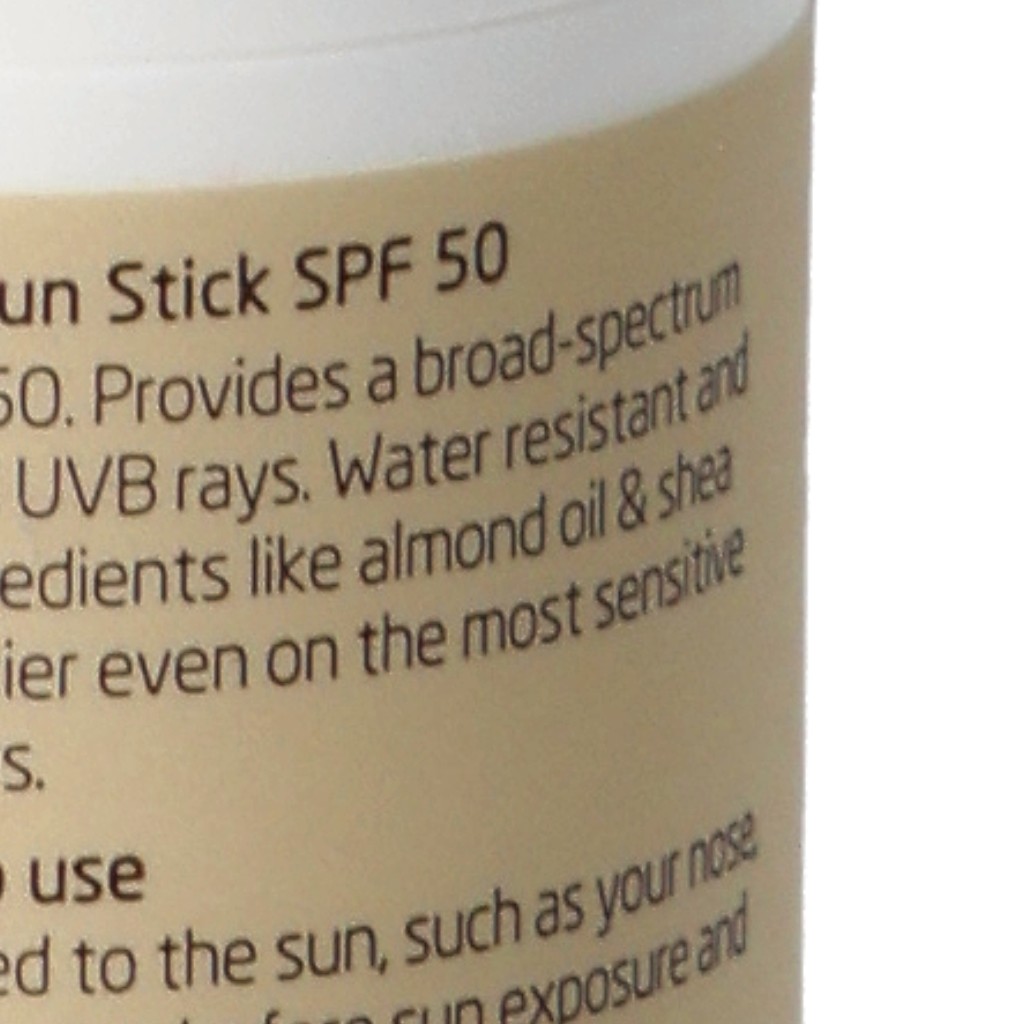 un Stick SPF 50
50. Provides a broad-spectrum
UVB rays. Water resistant and
edients like almond oil & shea
ier even on the most sensitive
s.
use
ed to the sun, such as your nose,
sun exposure and